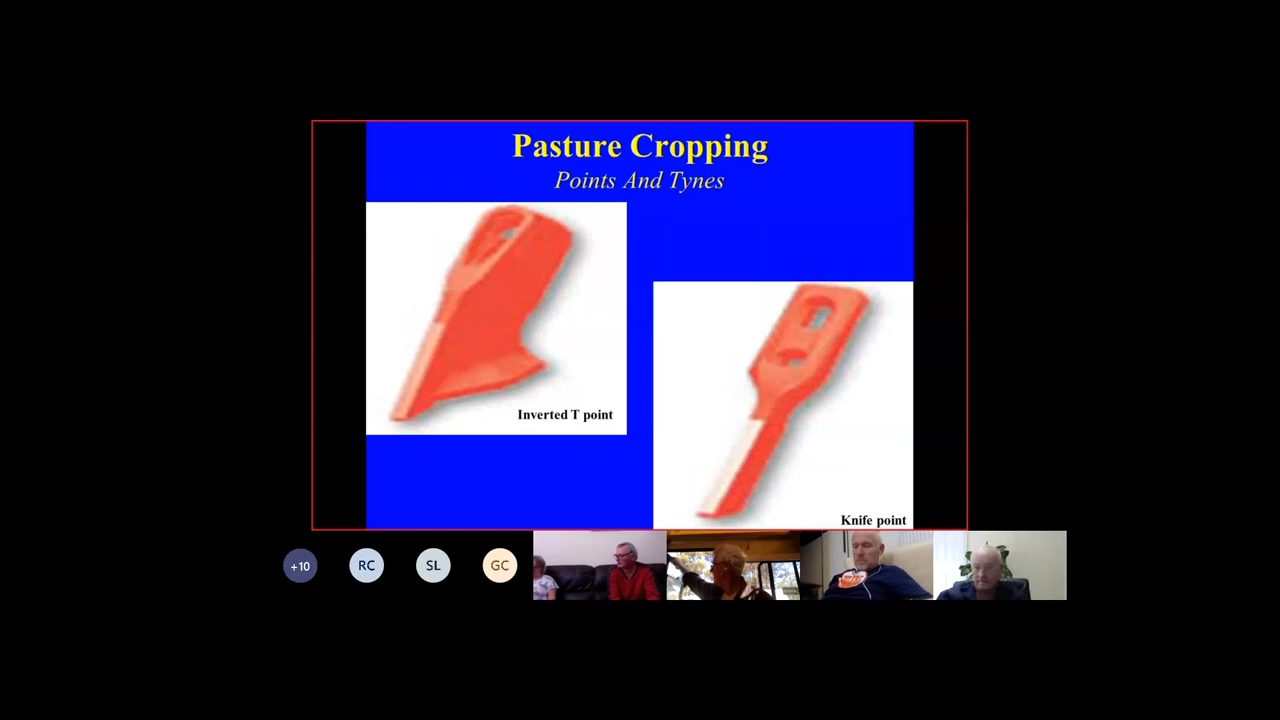 Pasture Cropping
Points And Tynes
Inverted T point
Knife point
+10
RC
SL
GC